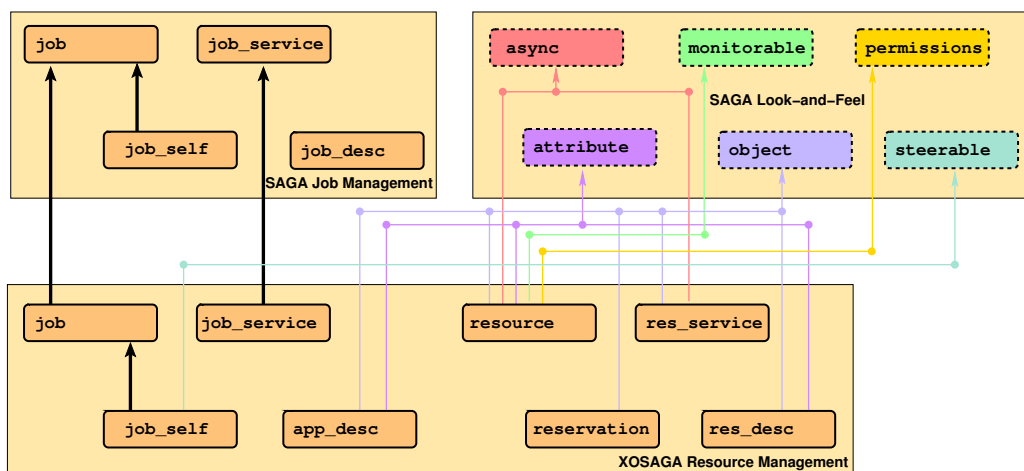 job
job_service
job_self
job_desc
SAGA Job Management
async
monitorable
permissions
SAGA Look−and−Feel
attribute
object
steerable
job
job_service
resource
res_service
job_self
app_desc
reservation
res_desc
XOSAGA Resource Management